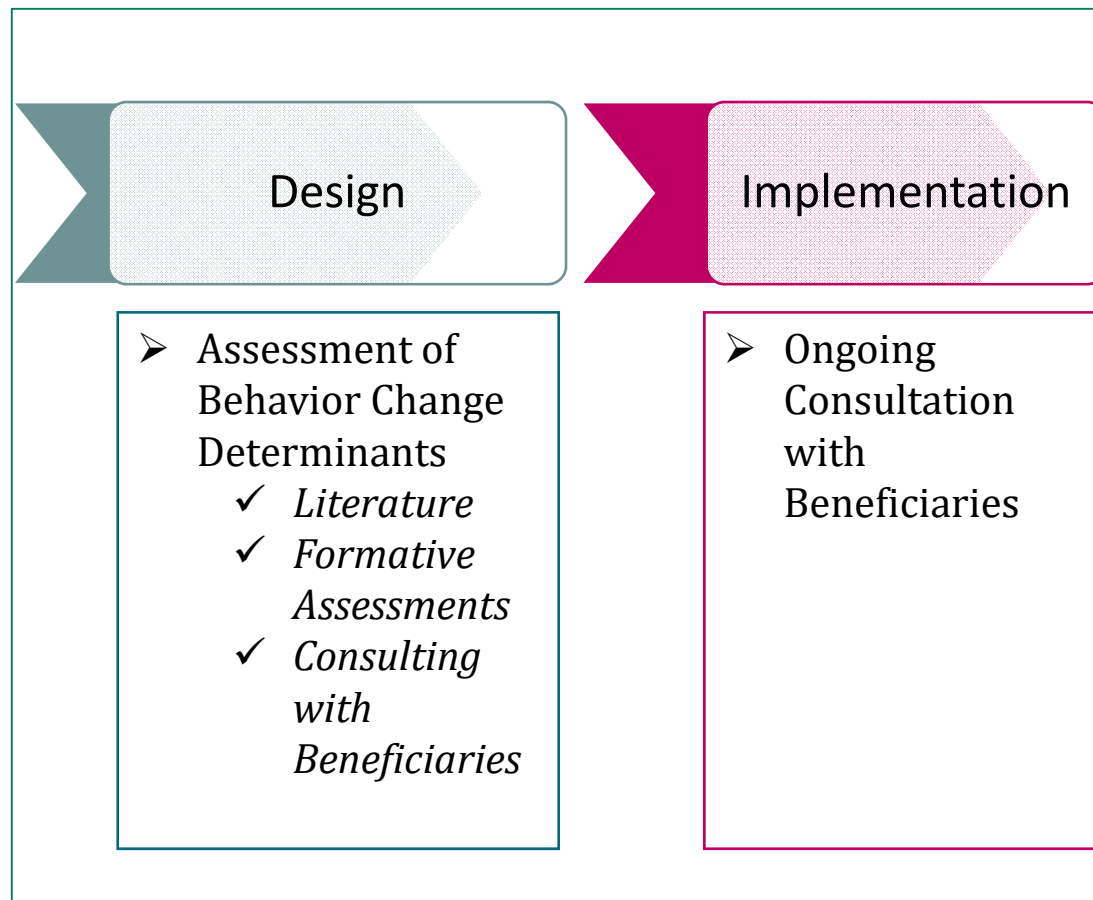 Design
Implementation
➢ Assessment of
Behavior Change
Determinants
✓ Literature
✓ Formative
Assessments
✓ Consulting
with
Beneficiaries
➢ Ongoing
Consultation
with
Beneficiaries